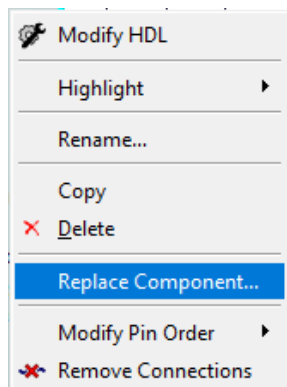 Modify HDL
Highlight
Rename...
Copy
Delete
Replace Component...
Modify Pin Order
Remove Connections